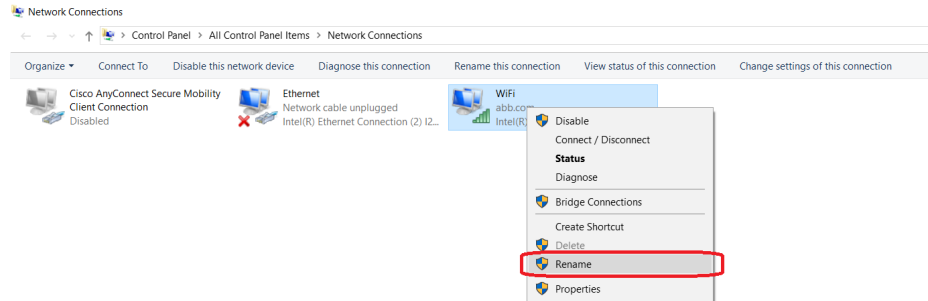 Network Connections
Control Panel > All Control Panel Items > Network Connections
Organize Connect To Disable this network device Diagnose this connection Rename this connection View status of this connection Change settings of this connection
Cisco AnyConnect Secure Mobility
Client Connection
Disabled
Ethernet
Network cable unplugged
Intel(R) Ethernet Connection (2) I2...
WiFi
abb.com
Intel(R)
Disable
Connect / Disconnect
Status
Diagnose
Bridge Connections
Create Shortcut
Delete
Rename
Properties